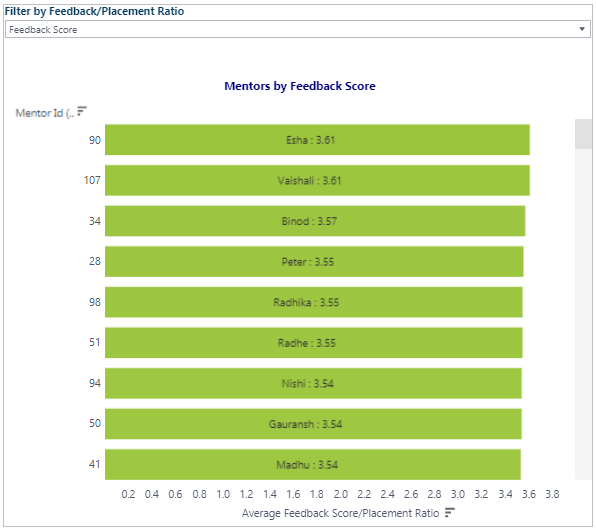 Filter by Feedback/Placement Ratio
Feedback Score
Mentors by Feedback Score
Mentor Id (..
90 Esha : 3.61
107 Vaishali : 3.61
34 Binod : 3.57
28 Peter : 3.55
98 Radhika : 3.55
51 Radhe : 3.55
94 Nishi : 3.54
50 Gauransh : 3.54
41 Madhu : 3.54
0.2 0.4 0.6 0.8 1.0 1.2 1.4 1.6 1.8 2.0 2.2 2.4 2.6 2.8 3.0 3.2 3.4 3.6 3.8
Average Feedback Score/Placement Ratio